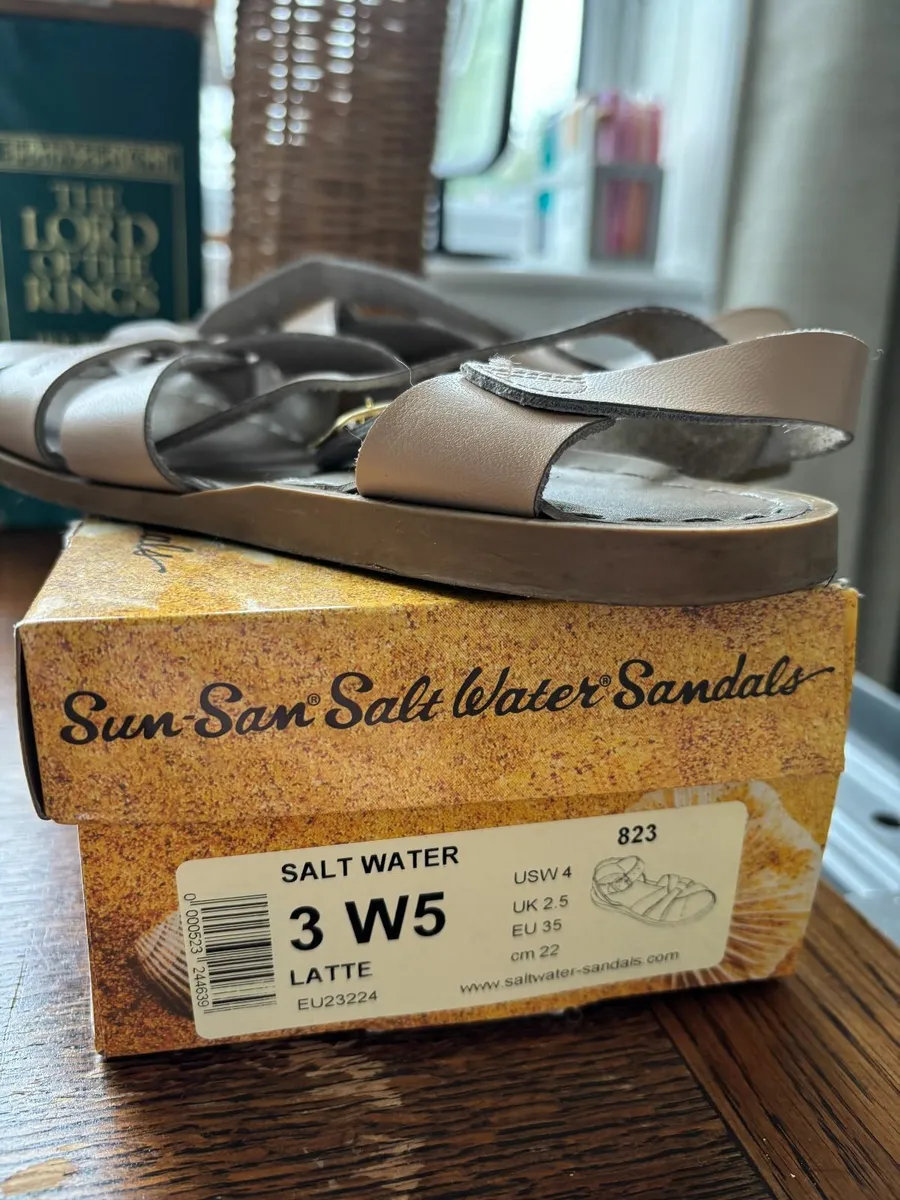 THE
LORD
OF THE
RINGS
Sun-San® Salt Water® Sandals
SALT WATER
3 W5
LATTE
EU23224
USW 4
UK 2.5
EU 35
cm 22
823
www.saltwater-sandals.com
0 000523 244639